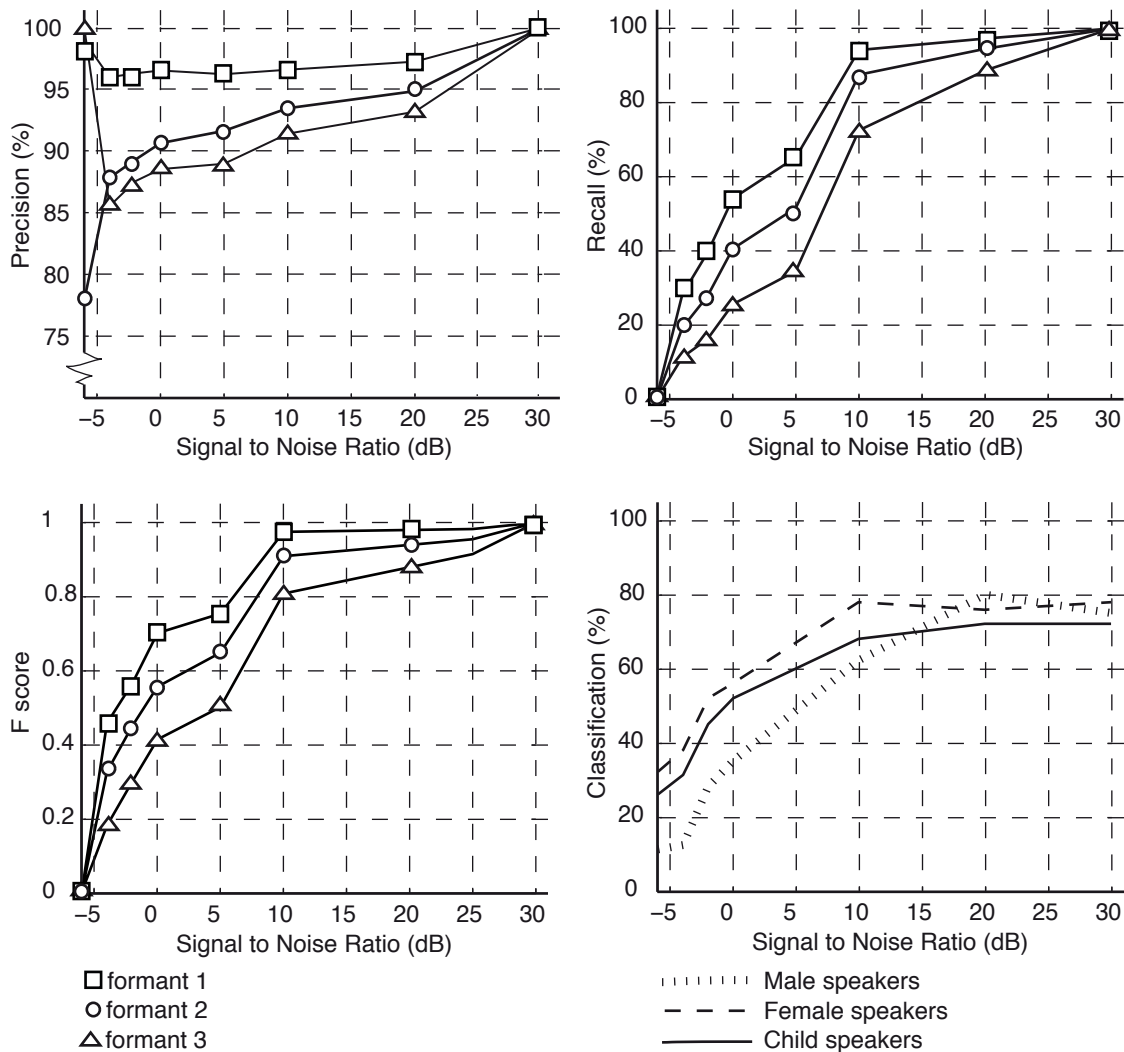 100
95
90
85
80
75
Precision (%)
−5 0 5 10 15 20 25 30
Signal to Noise Ratio (dB)
100
80
60
40
20
0
Recall (%)
−5 0 5 10 15 20 25 30
Signal to Noise Ratio (dB)
1
0.8
0.6
0.4
0.2
0
F score
−5 0 5 10 15 20 25 30
Signal to Noise Ratio (dB)
formant 1
formant 2
formant 3
100
80
60
40
20
0
Classification (%)
−5 0 5 10 15 20 25 30
Signal to Noise Ratio (dB)
Male speakers
Female speakers
Child speakers